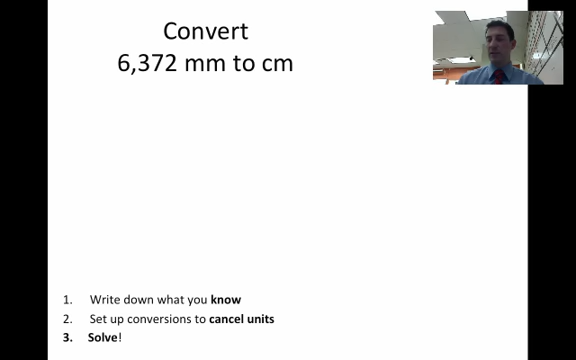 Convert
6,372 mm to cm
1. Write down what you know
2. Set up conversions to cancel units
3. Solve!